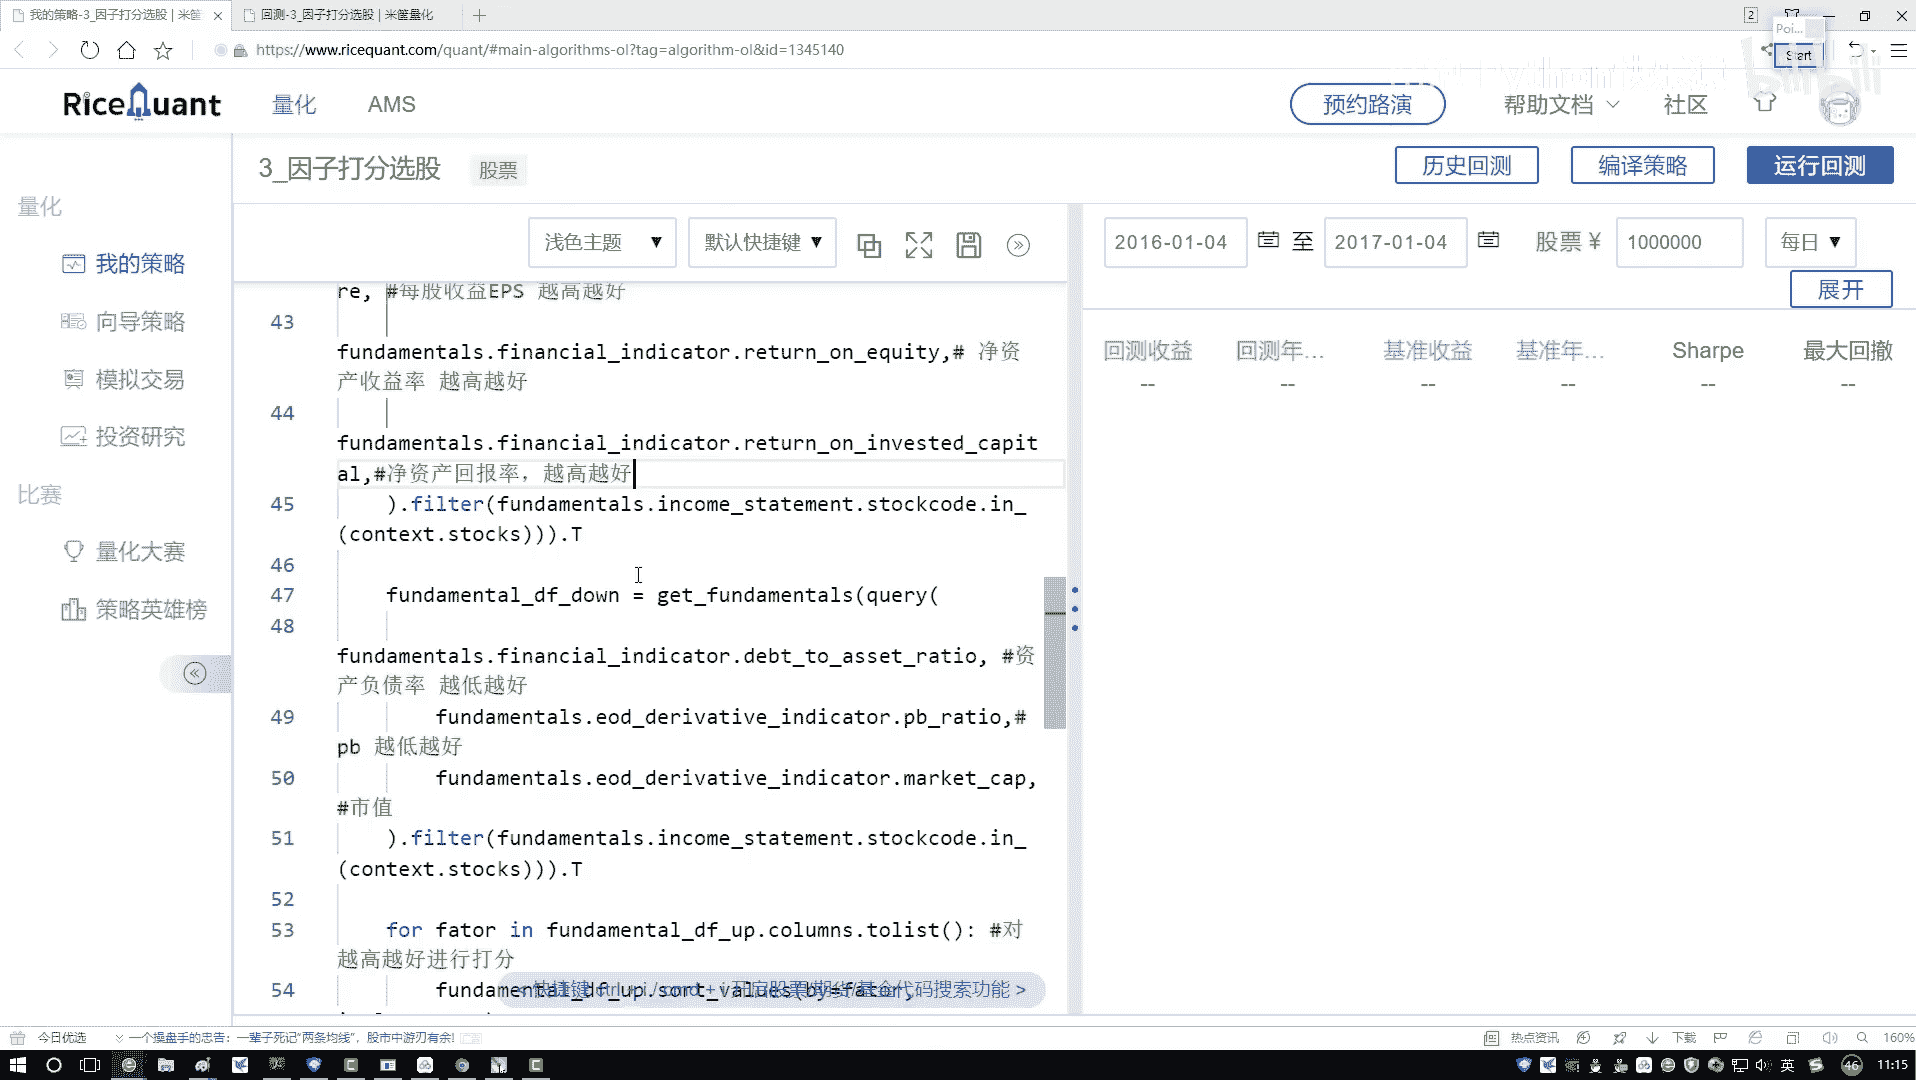 我的策略-3_因子打分选股 | 米筐
回测-3_因子打分选股 | 米筐量化
2
https://www.ricequant.com/quant/#main-algorithms-ol?tag=algorithm-ol&id=1345140
Poi...
Start
bilibili
RiceQuant
量化
AMS
预约路演
帮助文档
社区
3_因子打分选股
股票
历史回测
编译策略
运行回测
量化
我的策略
向导策略
模拟交易
投资研究
比赛
量化大赛
策略英雄榜
浅色主题
默认快捷键
2016-01-04
至
2017-01-04
股票 ¥
1000000
每日
展开
回测收益
回测年...
基准收益
基准年...
Sharpe
最大回撤
--
--
--
--
--
--
re, #每股收益EPS 越高越好
43
fundamentals.financial_indicator.return_on_equity,# 净资
产收益率 越高越好
44
fundamentals.financial_indicator.return_on_invested_capit
al,#净资产回报率，越高越好
45 ).filter(fundamentals.income_statement.stockcode.in_
(context.stocks))).T
46
47 fundamental_df_down = get_fundamentals(query(
48
fundamentals.financial_indicator.debt_to_asset_ratio, #资
产负债率 越低越好
49 fundamentals.eod_derivative_indicator.pb_ratio,#
pb 越低越好
50 fundamentals.eod_derivative_indicator.market_cap,
#市值
51 ).filter(fundamentals.income_statement.stockcode.in_
(context.stocks))).T
52
53 for fator in fundamental_df_up.columns.tolist(): #对
越高越好进行打分
54 fundamental_df_up.sort_values(by=fator,
快捷键 ctrl + i / cmd + i 开启股票/期货/基金代码搜索功能 >
今日优选
一个操盘手的忠告：一辈子死记“两条均线”，股市中游刃有余!
热点资讯
下载
160%
英
46
11:15